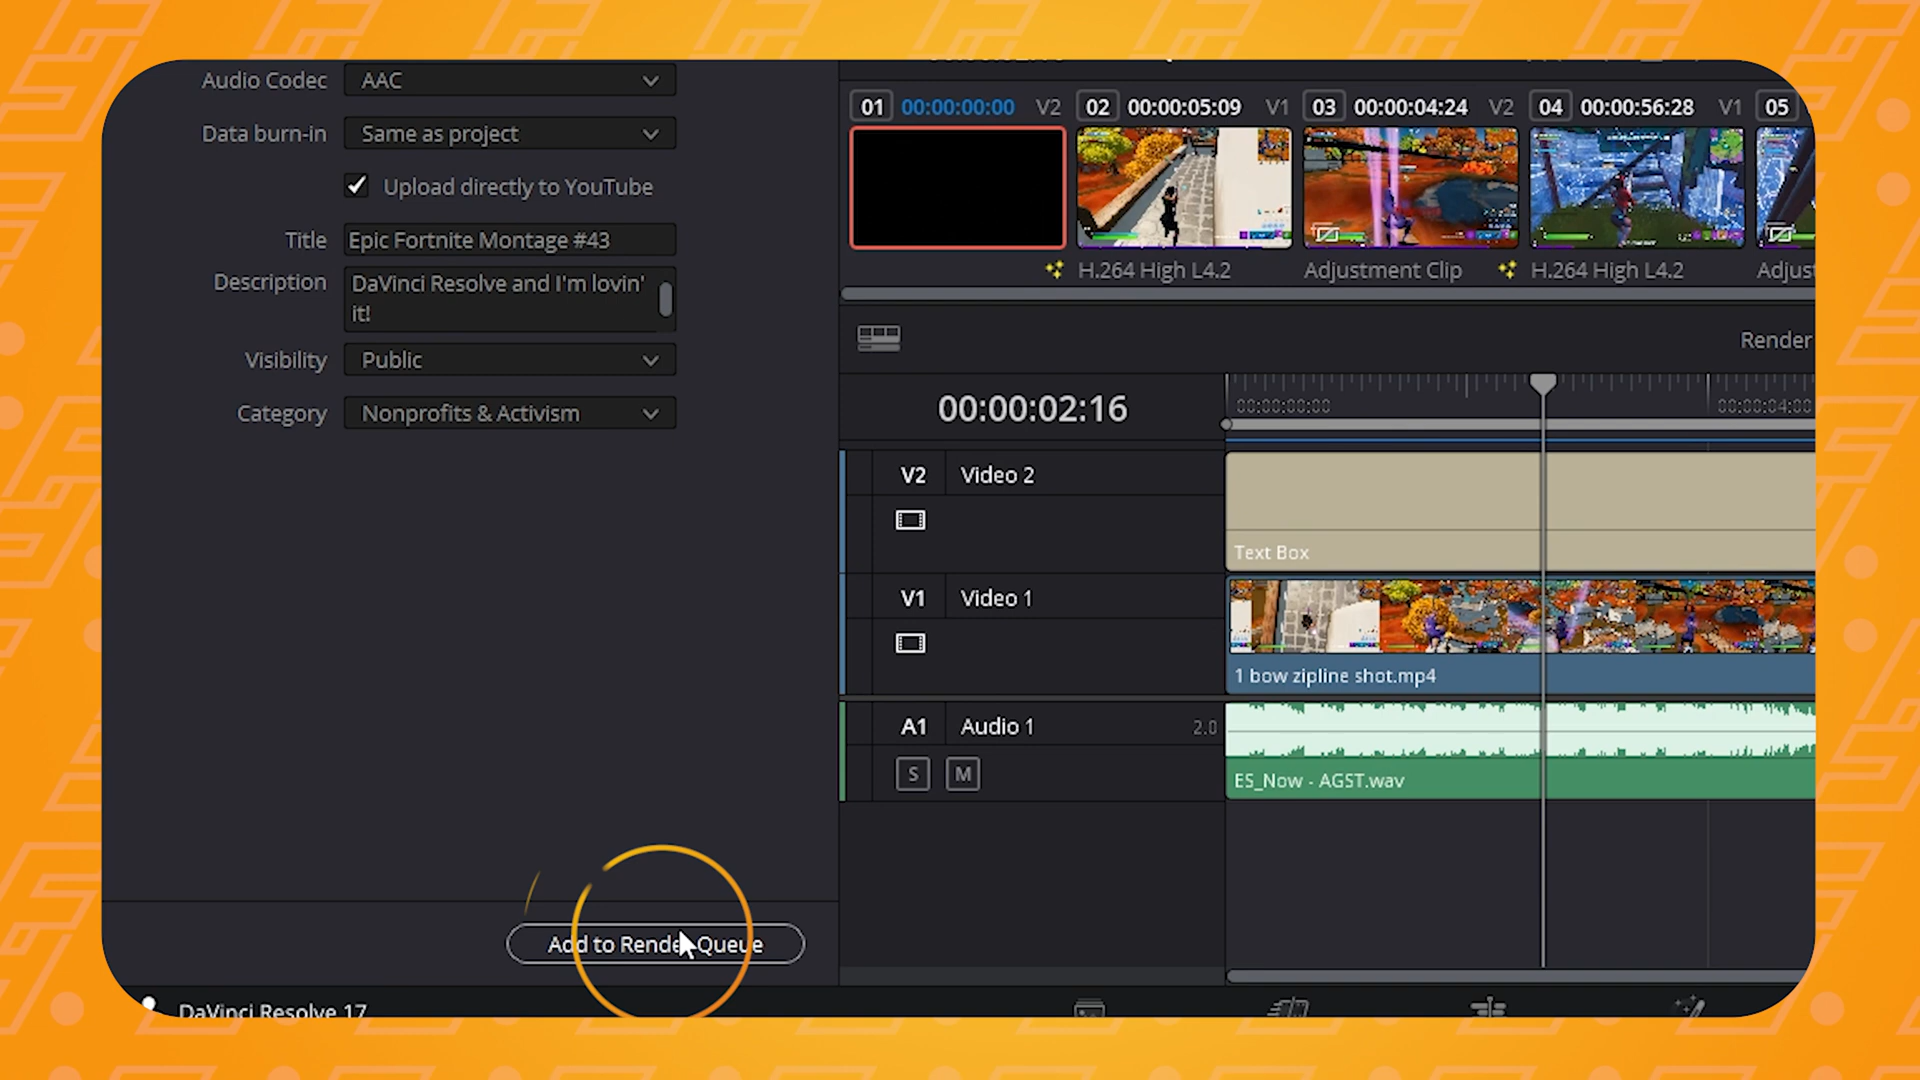 Audio Codec AAC
Data burn-in Same as project
Upload directly to YouTube
Title Epic Fortnite Montage #43
Description DaVinci Resolve and I'm lovin'
it!
Visibility Public
Category Nonprofits & Activism
Add to Render Queue
DaVinci Resolve 17
01 00:00:00:00 V2 02 00:00:05:09 V1 03 00:00:04:24 V2 04 00:00:56:28 V1 05
H.264 High L4.2 Adjustment Clip H.264 High L4.2 Adjus
Render
00:00:02:16
00:00:00:00 00:00:04:00
V2 Video 2
Text Box
V1 Video 1
1 bow zipline shot.mp4
A1 Audio 1 2.0
S M
ES_Now - AGST.wav